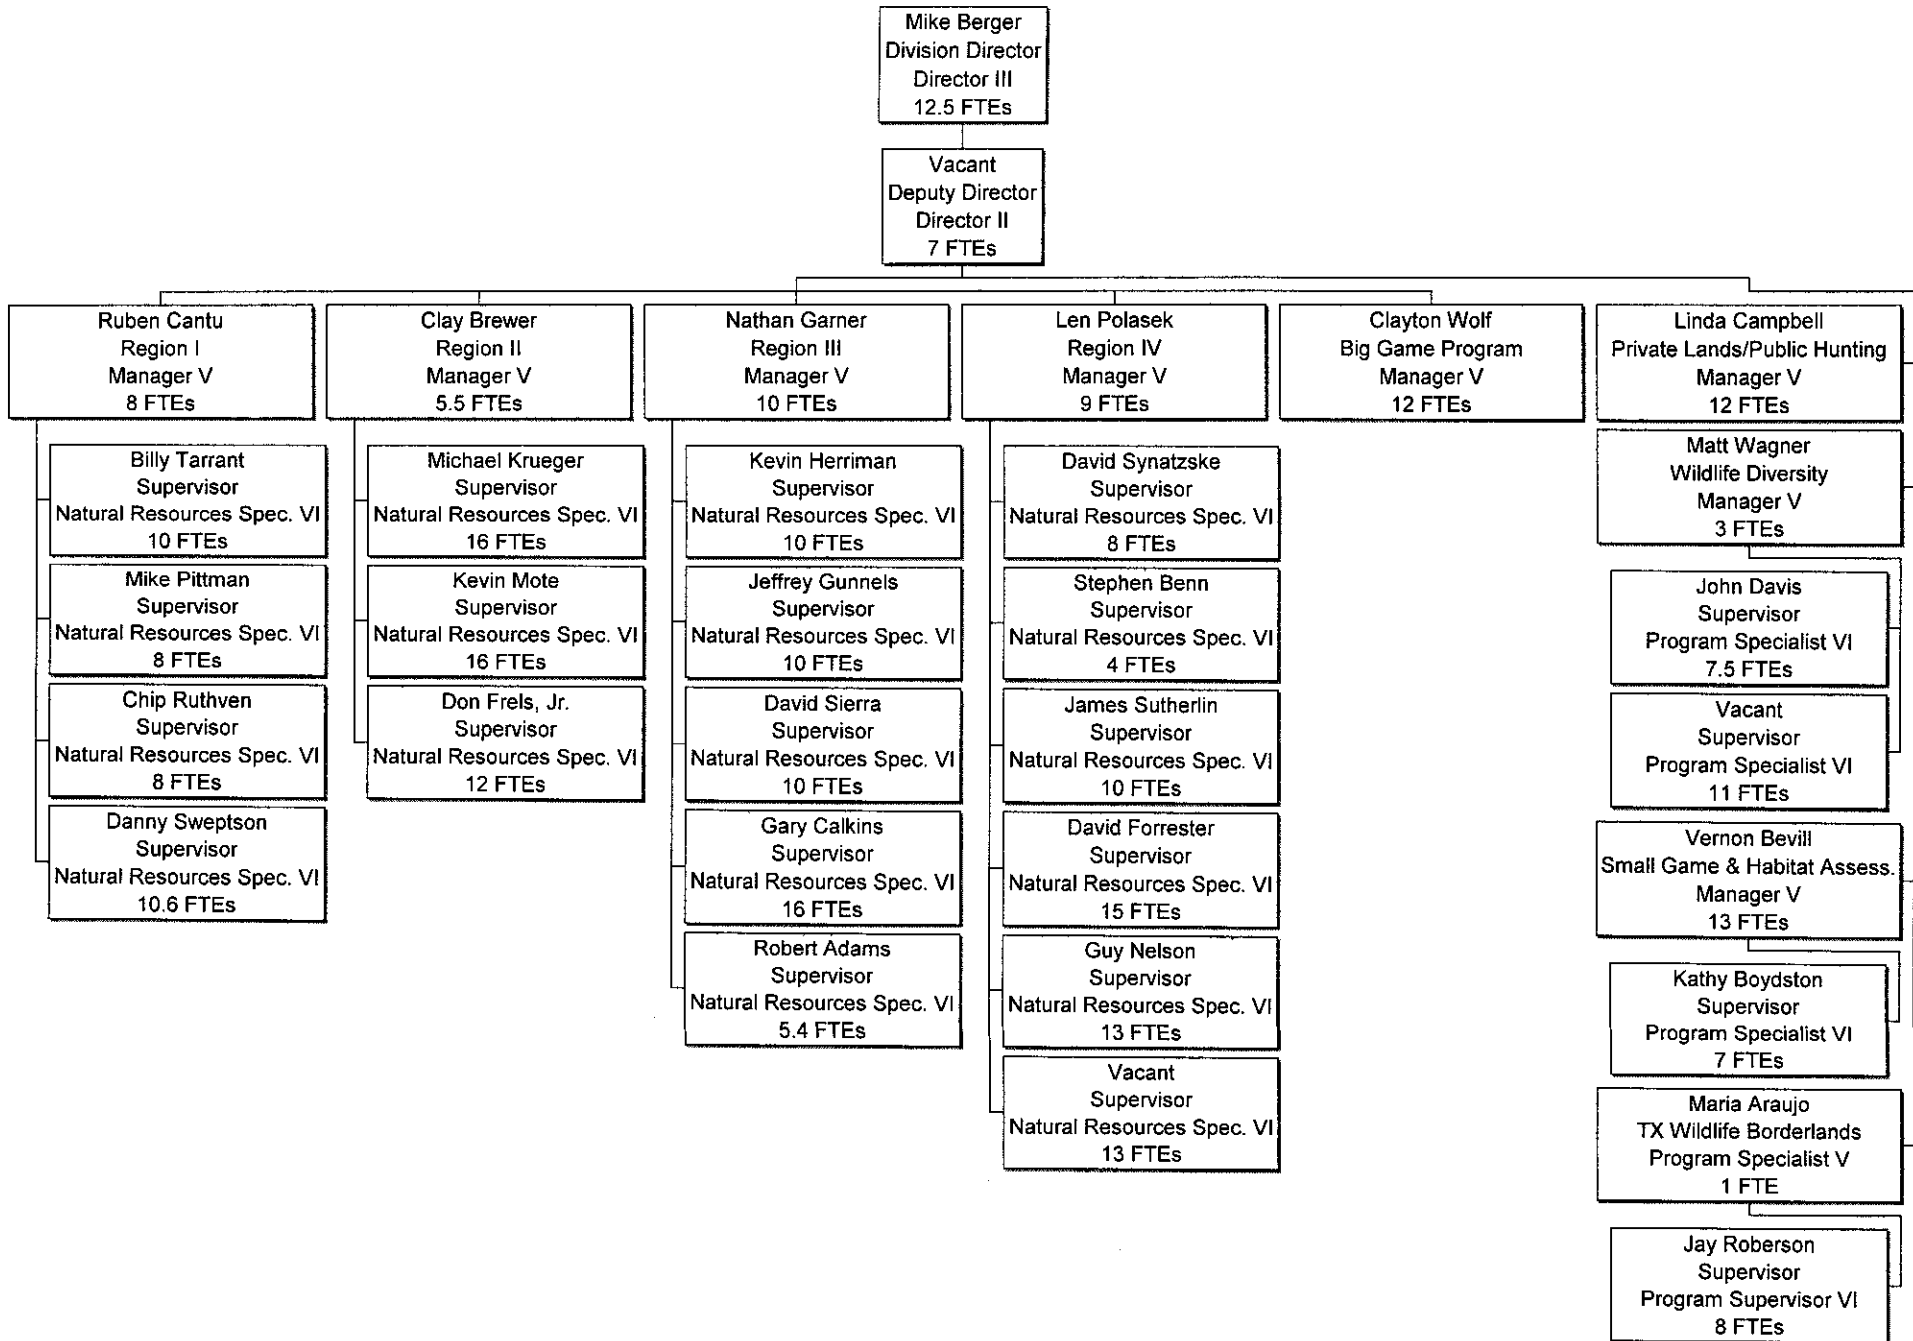 Mike Berger
Division Director
Director III
12.5 FTEs
Vacant
Deputy Director
Director II
7 FTEs
Ruben Cantu
Region I
Manager V
8 FTEs
Billy Tarrant
Supervisor
Natural Resources Spec. VI
10 FTEs
Mike Pittman
Supervisor
Natural Resources Spec. VI
8 FTEs
Chip Ruthven
Supervisor
Natural Resources Spec. VI
8 FTEs
Danny Sweptson
Supervisor
Natural Resources Spec. VI
10.6 FTEs
Clay Brewer
Region II
Manager V
5.5 FTEs
Michael Krueger
Supervisor
Natural Resources Spec. VI
16 FTEs
Kevin Mote
Supervisor
Natural Resources Spec. VI
16 FTEs
Don Frels, Jr.
Supervisor
Natural Resources Spec. VI
12 FTEs
Nathan Garner
Region III
Manager V
10 FTEs
Kevin Herriman
Supervisor
Natural Resources Spec. VI
10 FTEs
Jeffrey Gunnels
Supervisor
Natural Resources Spec. VI
10 FTEs
David Sierra
Supervisor
Natural Resources Spec. VI
10 FTEs
Gary Calkins
Supervisor
Natural Resources Spec. VI
16 FTEs
Robert Adams
Supervisor
Natural Resources Spec. VI
5.4 FTEs
Len Polasek
Region IV
Manager V
9 FTEs
David Synatzske
Supervisor
Natural Resources Spec. VI
8 FTEs
Stephen Benn
Supervisor
Natural Resources Spec. VI
4 FTEs
James Sutherlin
Supervisor
Natural Resources Spec. VI
10 FTEs
David Forrester
Supervisor
Natural Resources Spec. VI
15 FTEs
Guy Nelson
Supervisor
Natural Resources Spec. VI
13 FTEs
Vacant
Supervisor
Natural Resources Spec. VI
13 FTEs
Clayton Wolf
Big Game Program
Manager V
12 FTEs
Linda Campbell
Private Lands/Public Hunting
Manager V
12 FTEs
Matt Wagner
Wildlife Diversity
Manager V
3 FTEs
John Davis
Supervisor
Program Specialist VI
7.5 FTEs
Vacant
Supervisor
Program Specialist VI
11 FTEs
Vernon Bevill
Small Game & Habitat Assess.
Manager V
13 FTEs
Kathy Boydston
Supervisor
Program Specialist VI
7 FTEs
Maria Araujo
TX Wildlife Borderlands
Program Specialist V
1 FTE
Jay Roberson
Supervisor
Program Supervisor VI
8 FTEs